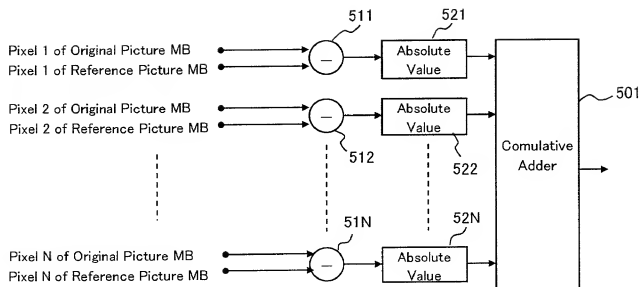 511
521
Pixel 1 of Original Picture MB
Pixel 1 of Reference Picture MB
−
Absolute
Value
501
Pixel 2 of Original Picture MB
Pixel 2 of Reference Picture MB
−
Absolute
Value
512
522
Comulative
Adder
51N
52N
Pixel N of Original Picture MB
Pixel N of Reference Picture MB
−
Absolute
Value